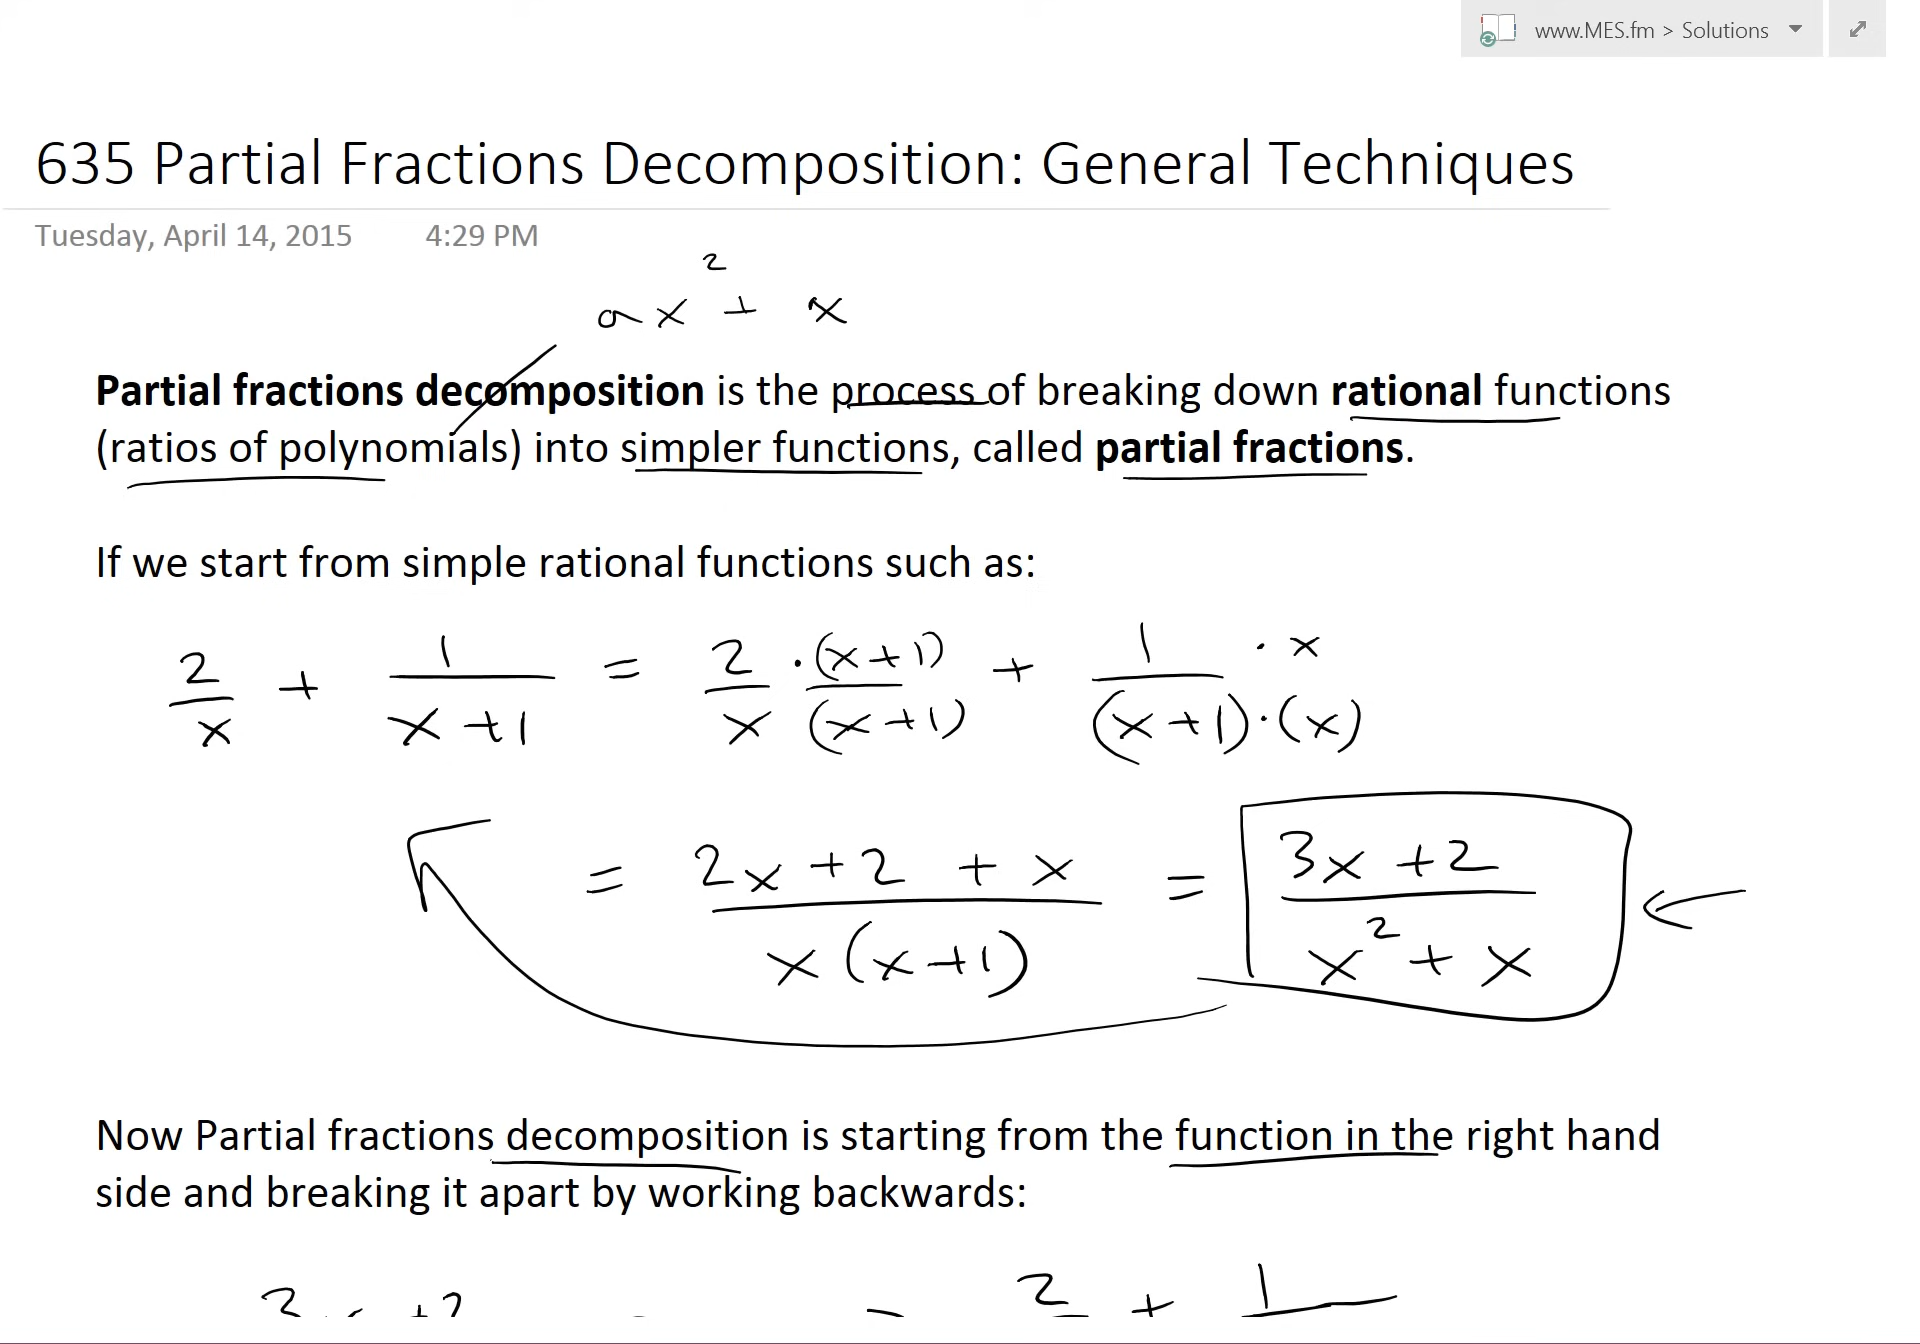 www.MES.fm > Solutions
635 Partial Fractions Decomposition: General Techniques
Tuesday, April 14, 2015 4:29 PM
ax² + x
Partial fractions decomposition is the process of breaking down rational functions
(ratios of polynomials) into simpler functions, called partial fractions.
If we start from simple rational functions such as:
2/x + 1/(x+1) = 2/x · (x+1)/(x+1) + 1/(x+1) · x/(x)
= (2x+2 + x)/(x(x+1)) = (3x+2)/(x²+x)
Now Partial fractions decomposition is starting from the function in the right hand
side and breaking it apart by working backwards:
3x+2 = 2 + 1